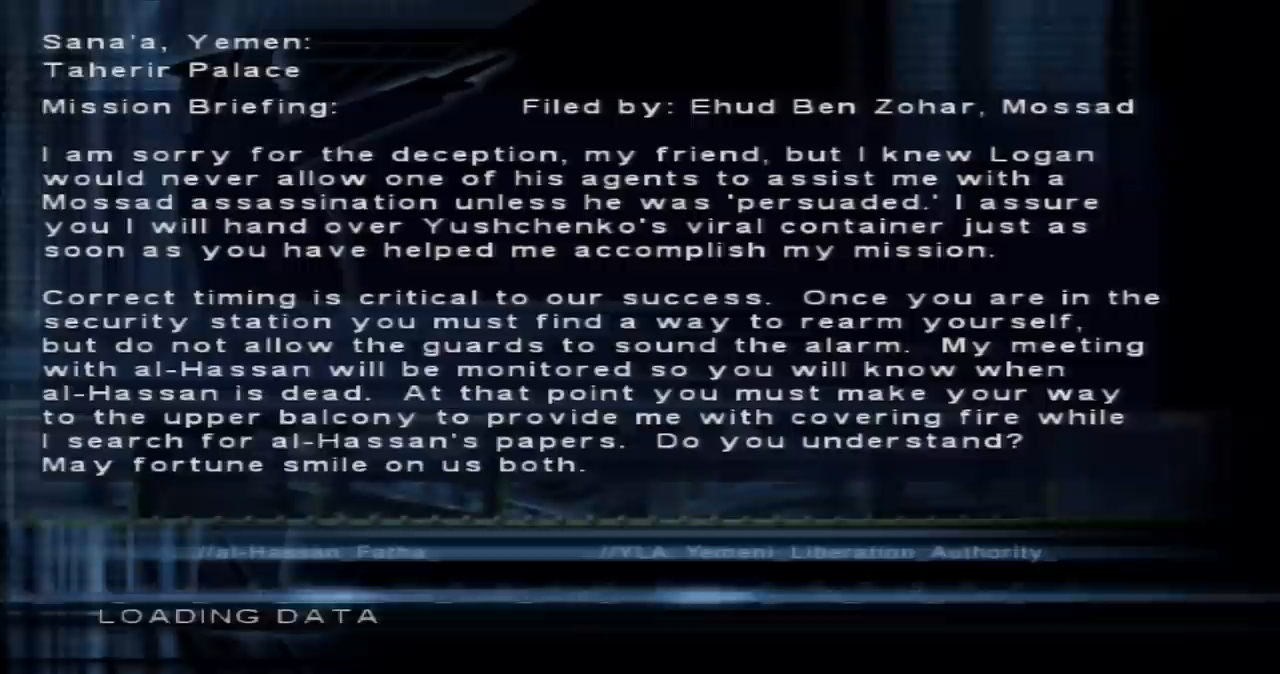 Sana'a, Yemen:
Taherir Palace
Mission Briefing: Filed by: Ehud Ben Zohar, Mossad
I am sorry for the deception, my friend, but I knew Logan
would never allow one of his agents to assist me with a
Mossad assassination unless he was 'persuaded.' I assure
you I will hand over Yushchenko's viral container just as
soon as you have helped me accomplish my mission.
Correct timing is critical to our success. Once you are in the
security station you must find a way to rearm yourself,
but do not allow the guards to sound the alarm. My meeting
with al-Hassan will be monitored so you will know when
al-Hassan is dead. At that point you must make your way
to the upper balcony to provide me with covering fire while
I search for al-Hassan's papers. Do you understand?
May fortune smile on us both.
//al-Hassan_Fatha //YLA_Yemeni_Liberation_Authority_
LOADING DATA